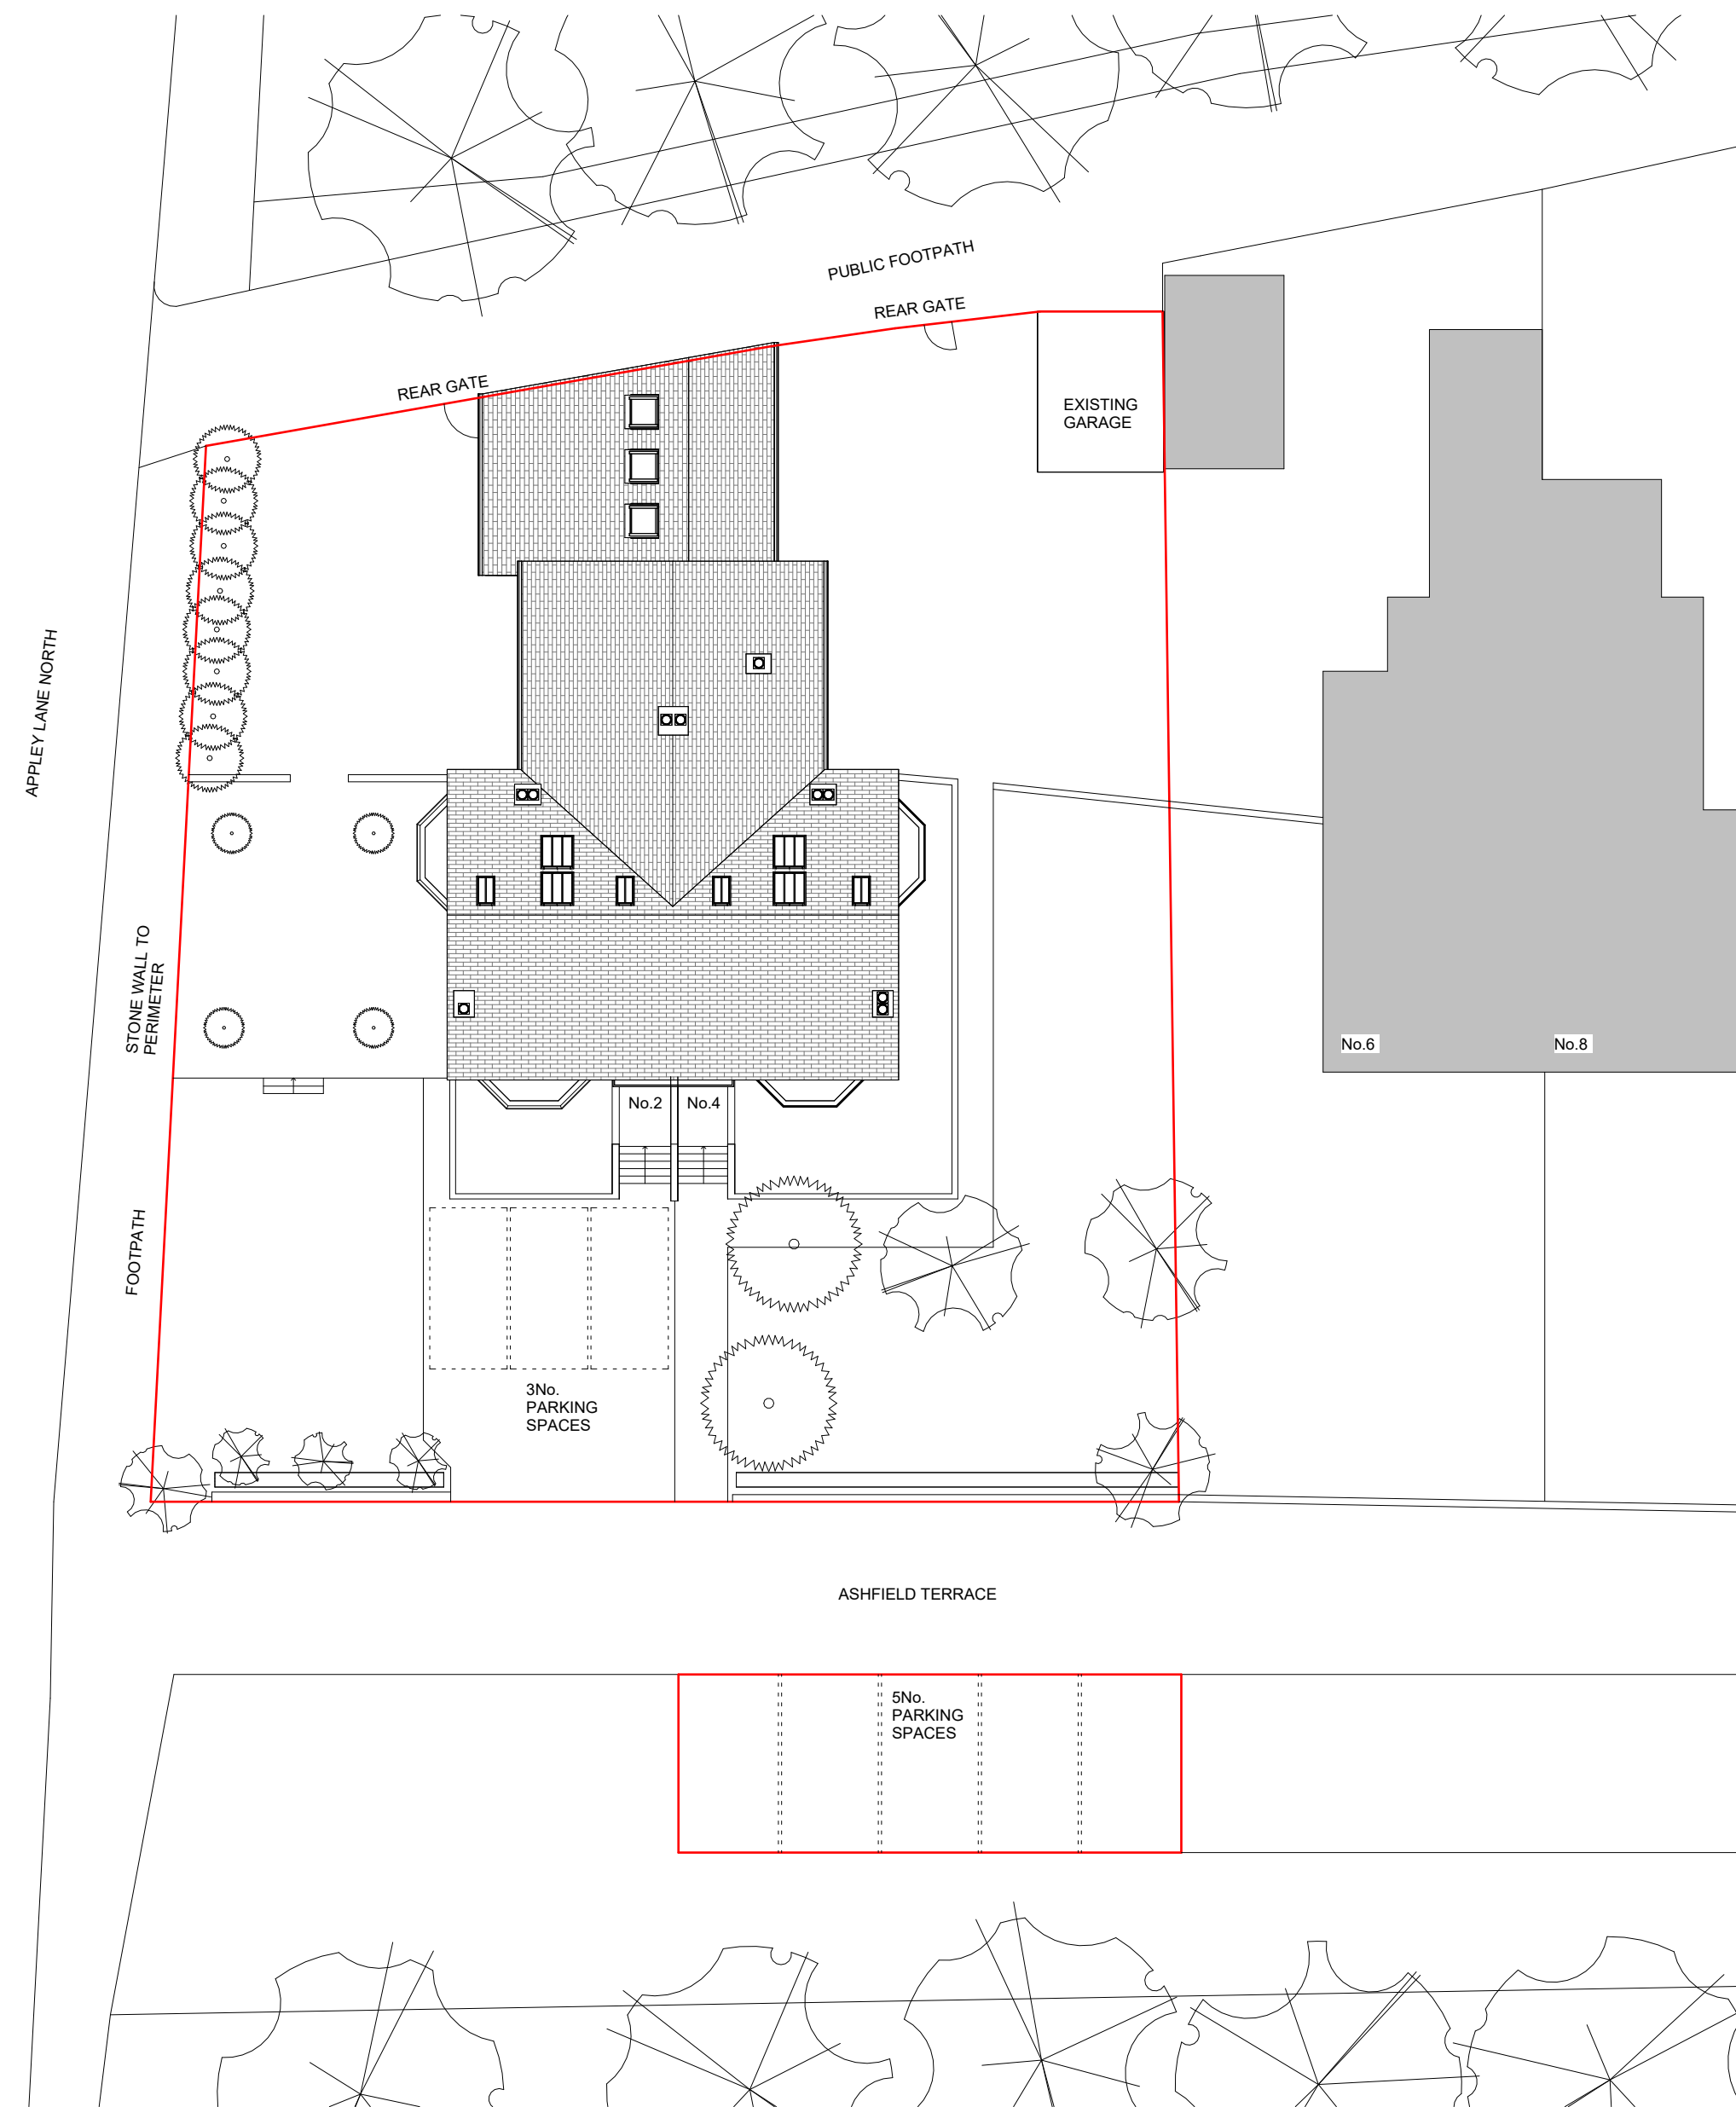 PUBLIC FOOTPATH
REAR GATE
REAR GATE
EXISTING
GARAGE
APPLEY LANE NORTH
STONE WALL TO
PERIMETER
No.6
No.8
No.2
No.4
FOOTPATH
3No.
PARKING
SPACES
ASHFIELD TERRACE
5No.
PARKING
SPACES